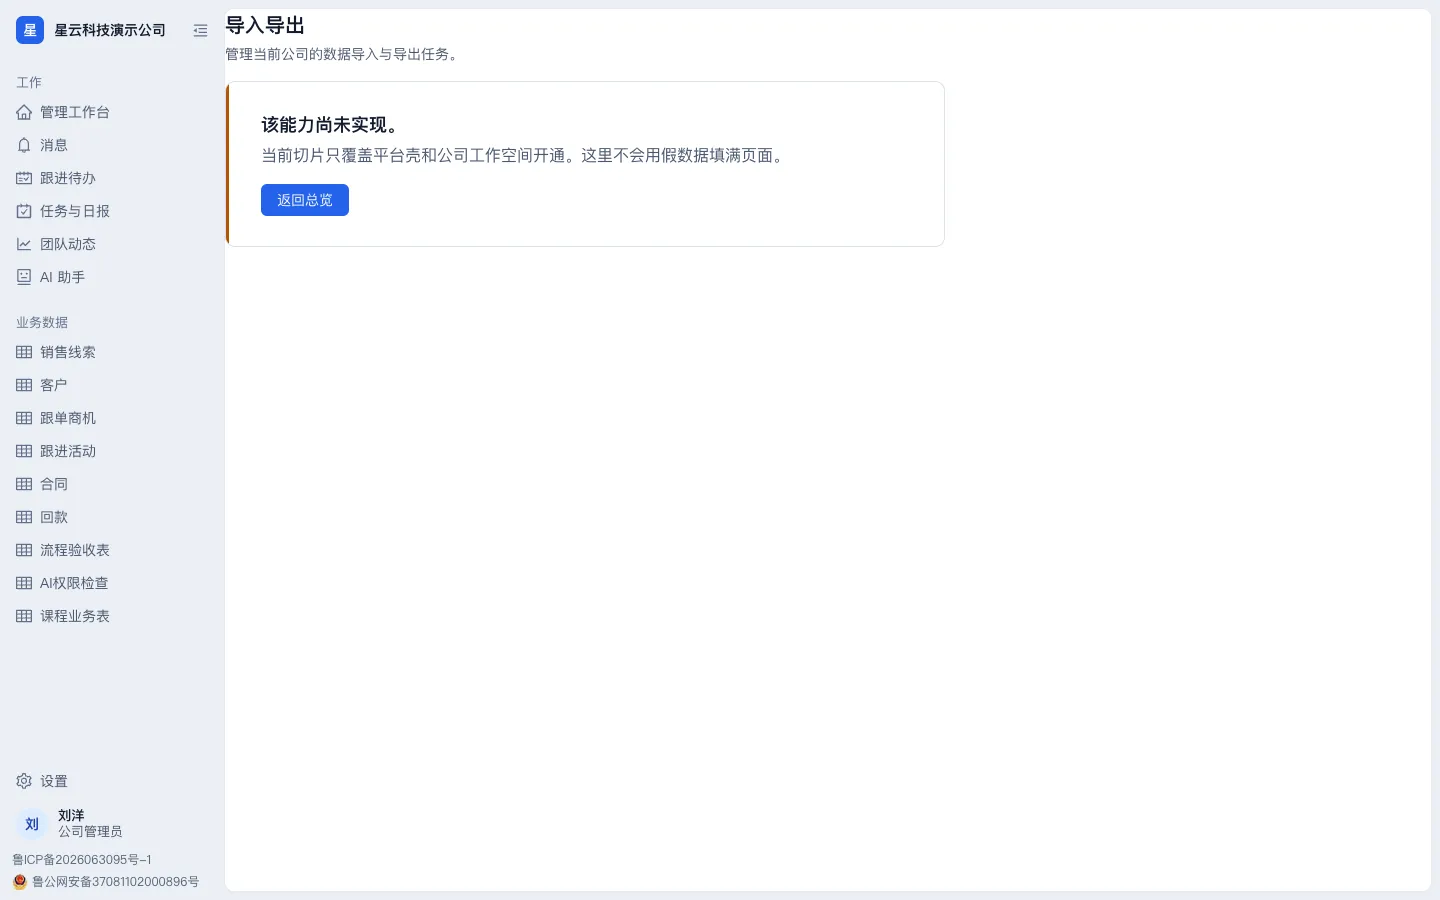 星 星云科技演示公司
工作
管理工作台
消息
跟进待办
任务与日报
团队动态
AI 助手
业务数据
销售线索
客户
跟单商机
跟进活动
合同
回款
流程验收表
AI权限检查
课程业务表
设置
刘 刘洋
公司管理员
鲁ICP备2026063095号-1
鲁公网安备37081102000896号
导入导出
管理当前公司的数据导入与导出任务。
该能力尚未实现。
当前切片只覆盖平台壳和公司工作空间开通。这里不会用假数据填满页面。
返回总览